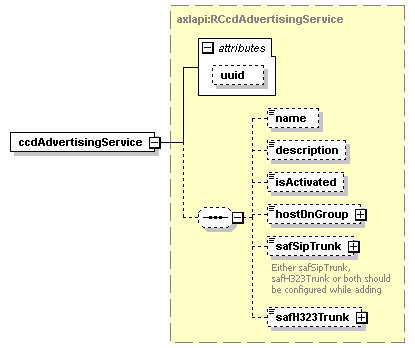 axlapi:RCcdAdvertisingService
attributes
uuid
ccdAdvertisingService
name
description
isActivated
hostDnGroup
safSipTrunk
Either safSipTrunk,
safH323Trunk or both should
be configured while adding
safH323Trunk